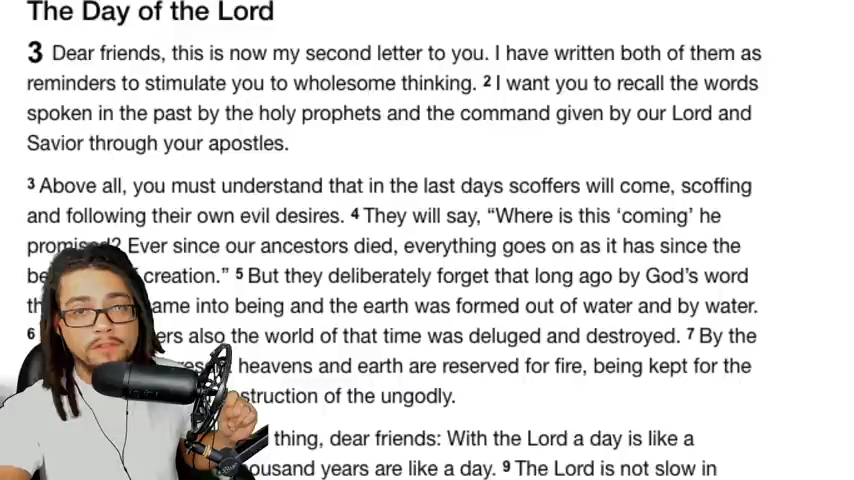 The Day of the Lord
3 Dear friends, this is now my second letter to you. I have written both of them as
reminders to stimulate you to wholesome thinking. 2 I want you to recall the words
spoken in the past by the holy prophets and the command given by our Lord and
Savior through your apostles.
3 Above all, you must understand that in the last days scoffers will come, scoffing
and following their own evil desires. 4 They will say, “Where is this ‘coming’ he
promised? Ever since our ancestors died, everything goes on as it has since the
creation.” 5 But they deliberately forget that long ago by God’s word
came into being and the earth was formed out of water and by water.
6 also the world of that time was deluged and destroyed. 7 By the
heavens and earth are reserved for fire, being kept for the
destruction of the ungodly.
thing, dear friends: With the Lord a day is like a
thousand years are like a day. 9 The Lord is not slow in